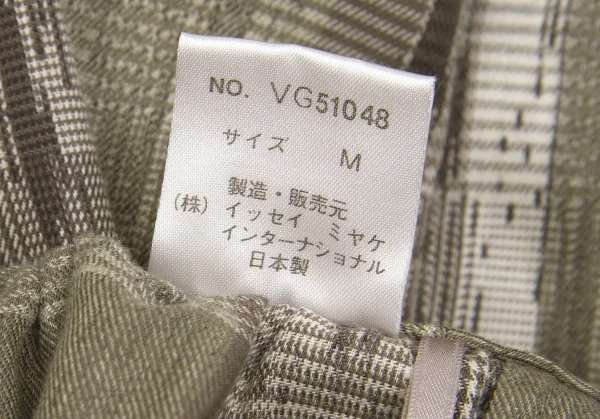 NO. VG51048
サイズ M
製造・販売元
(株) イッセイ ミヤケ
インターナショナル
日本製